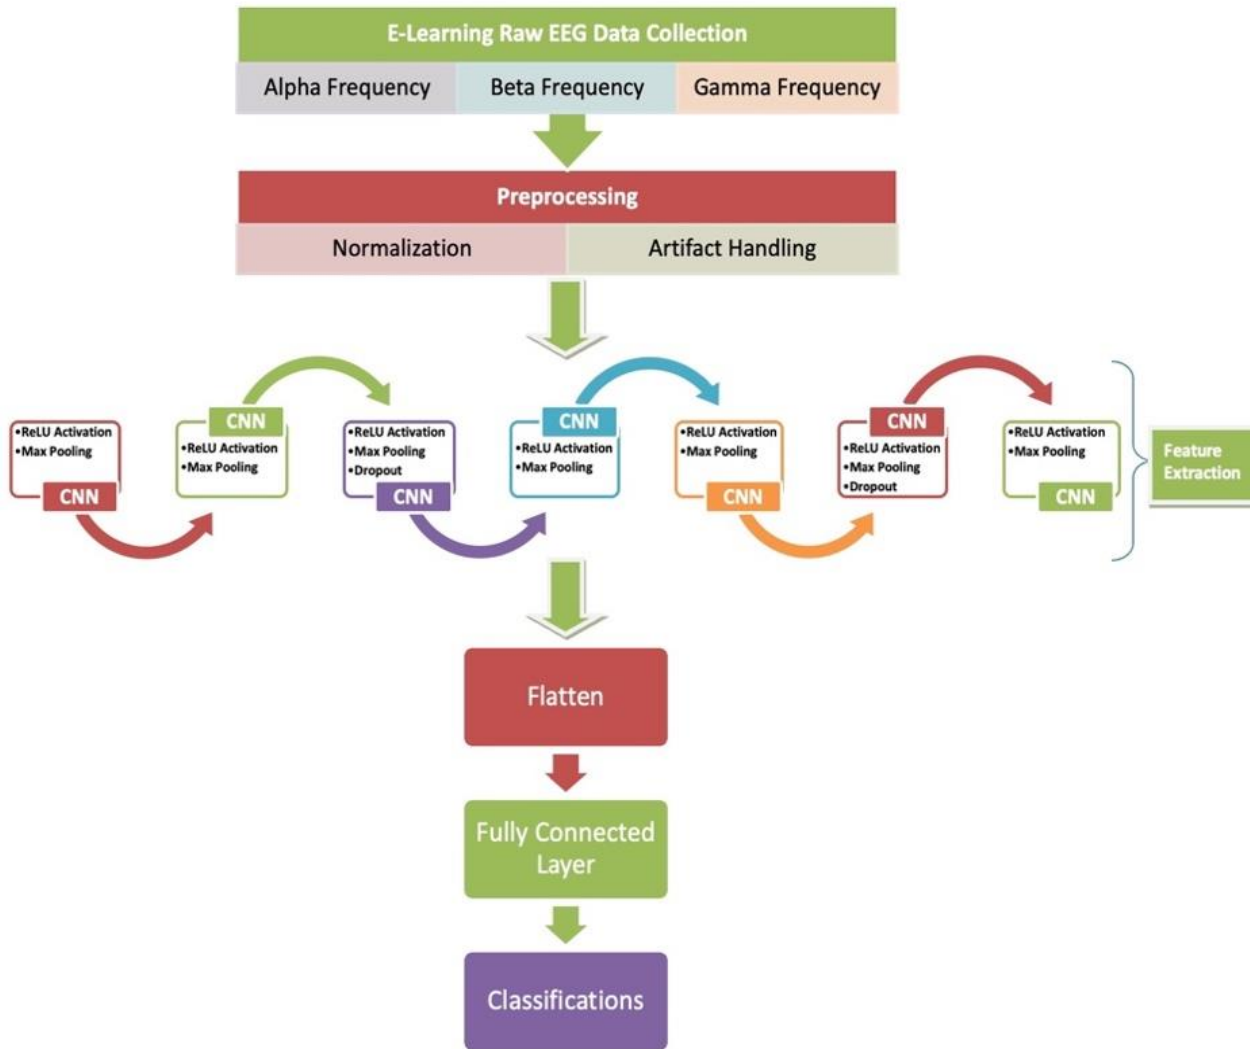 E-Learning Raw EEG Data Collection
Alpha Frequency
Beta Frequency
Gamma Frequency
Preprocessing
Normalization
Artifact Handling
•ReLU Activation
•Max Pooling
CNN
CNN
•ReLU Activation
•Max Pooling
•ReLU Activation
•Max Pooling
•Dropout
CNN
CNN
•ReLU Activation
•Max Pooling
•ReLU Activation
•Max Pooling
CNN
CNN
•ReLU Activation
•Max Pooling
•Dropout
•ReLU Activation
•Max Pooling
CNN
Feature
Extraction
Flatten
Fully Connected
Layer
Classifications